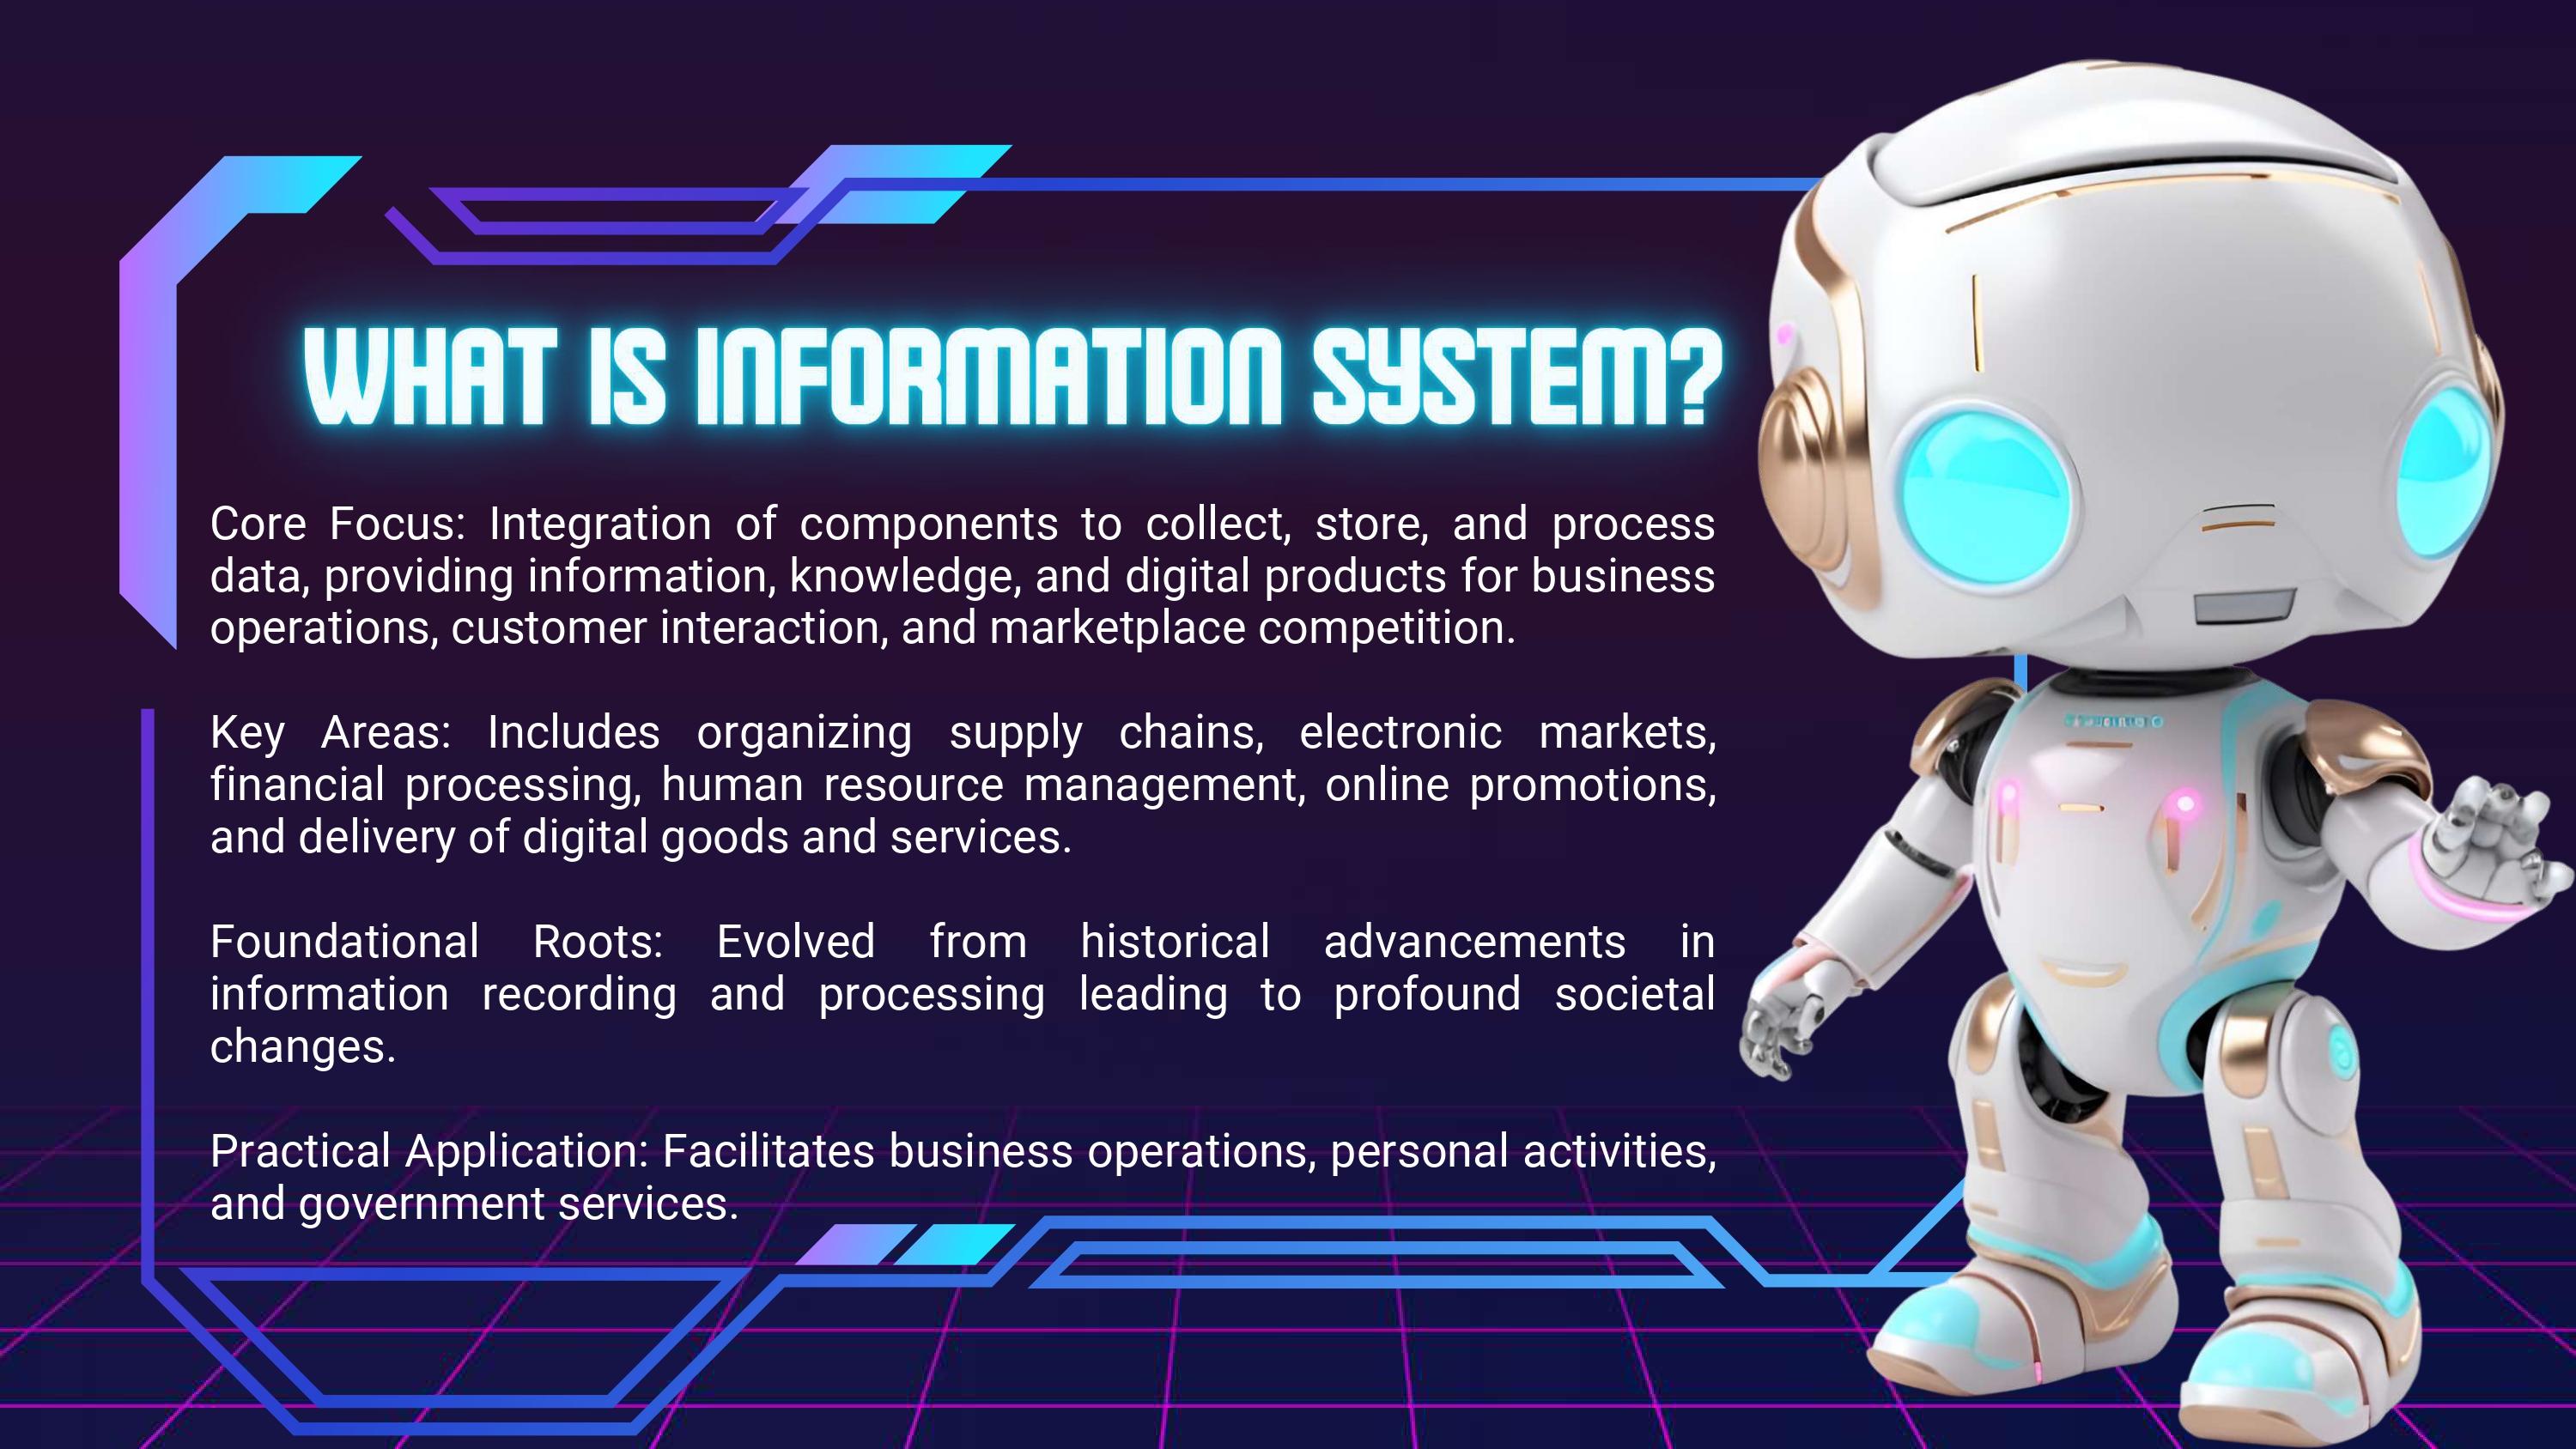 WHAT IS INFORMATION SYSTEM?
Core Focus: Integration of components to collect, store, and process
data, providing information, knowledge, and digital products for business
operations, customer interaction, and marketplace competition.
Key Areas: Includes organizing supply chains, electronic markets,
financial processing, human resource management, online promotions,
and delivery of digital goods and services.
Foundational Roots: Evolved from historical advancements in
information recording and processing leading to profound societal
changes.
Practical Application: Facilitates business operations, personal activities,
and government services.